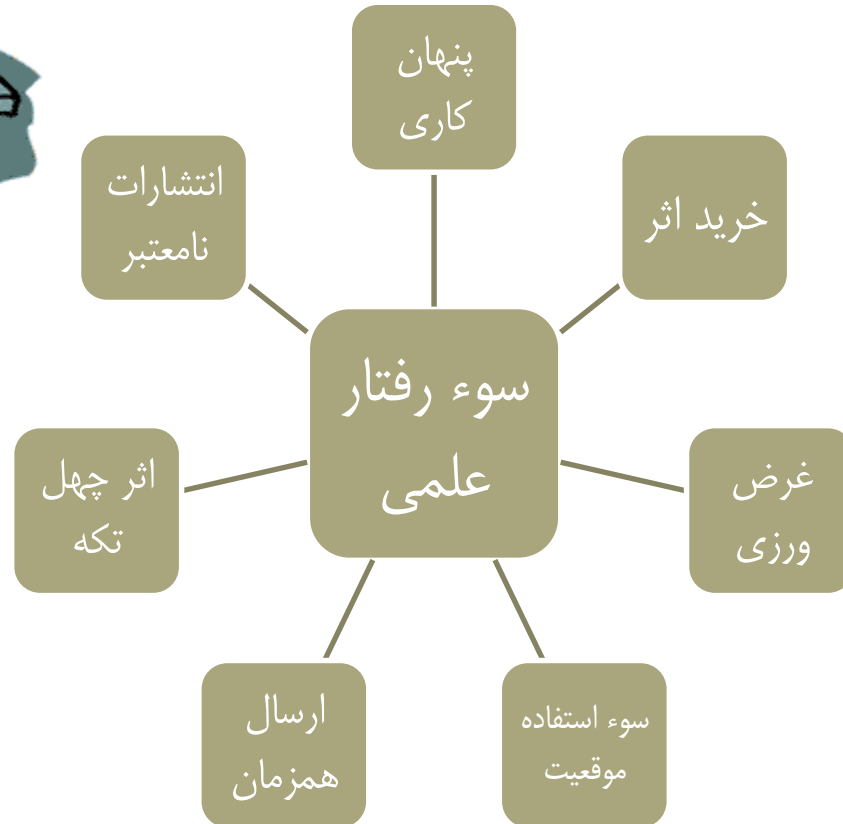 پنهان
کاری
خرید اثر
غرض
ورزی
سوء استفاده
موقعیت
ارسال
همزمان
اثر چهل
تکه
انتشارات
نامعتبر
سوء رفتار
علمی